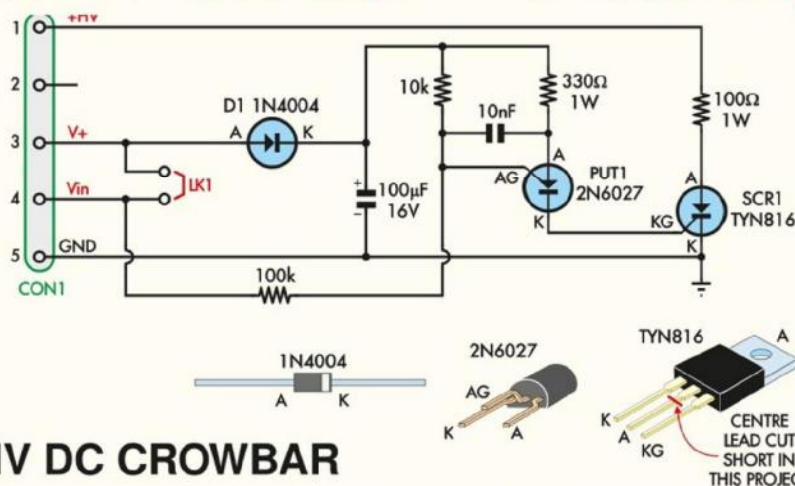 1
+HV
2
3
V+
4
Vin
5
GND
CON1
LK1
D1 1N4004
A
K
100µF
16V
+
−
10k
10nF
330Ω
1W
A
AG
K
PUT1
2N6027
100Ω
1W
A
KG
K
SCR1
TYN816
100k
1N4004
A
K
2N6027
AG
K
A
TYN816
A
K
A
KG
CENTRE
LEAD CUT
SHORT IN
THIS PROJEC
V DC CROWBAR